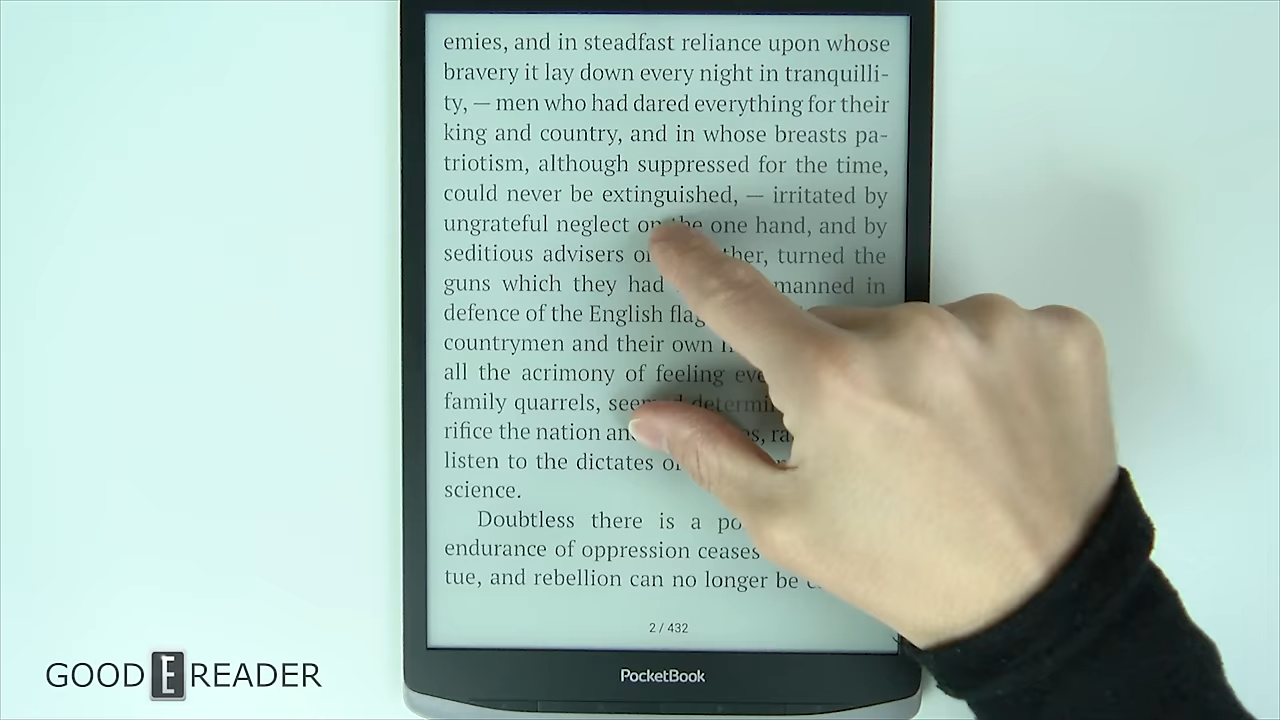 emies, and in steadfast reliance upon whose
bravery it lay down every night in tranquilli-
ty, — men who had dared everything for their
king and country, and in whose breasts pa-
triotism, although suppressed for the time,
could never be extinguished, — irritated by
ungrateful neglect on the one hand, and by
seditious advisers turned the
guns which they had manned in
defence of the English
countrymen and their own
all the acrimony of feeling
family quarrels,
rifice the nation
listen to the dictates
science.
Doubtless there is a
endurance of oppression ceases
tue, and rebellion can no longer be
2 / 432
PocketBook
GOOD E READER